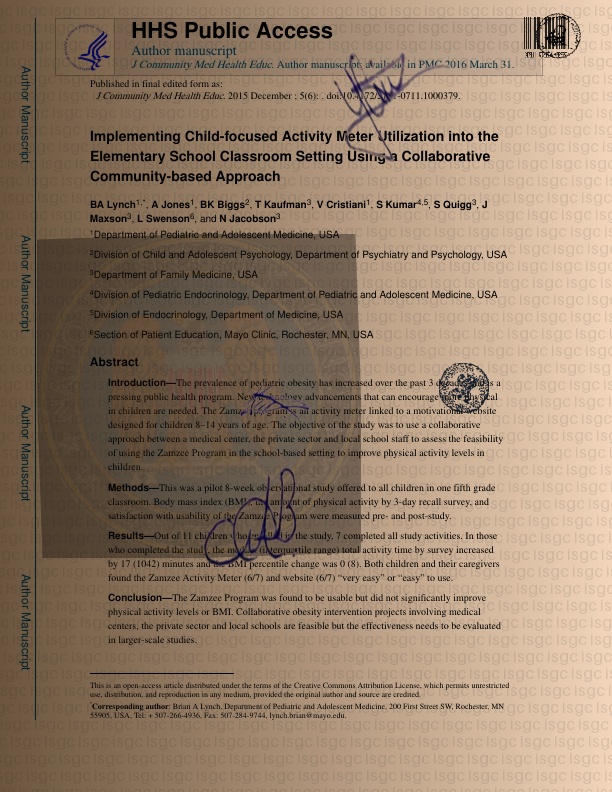 HHS Public Access
Author manuscript
J Community Med Health Educ. Author manuscript; available in PMC 2016 March 31.
Published in final edited form as:
J Community Med Health Educ. 2015 December ; 5(6): . doi:10.4172/ -0711.1000379.
Implementing Child-focused Activity Meter Utilization into the
Elementary School Classroom Setting Using a Collaborative
Community-based Approach
BA Lynch1,*, A Jones1, BK Biggs2, T Kaufman3, V Cristiani1, S Kumar4,5, S Quigg3, J
Maxson3, L Swenson6, and N Jacobson3
1Department of Pediatric and Adolescent Medicine, USA
2Division of Child and Adolescent Psychology, Department of Psychiatry and Psychology, USA
3Department of Family Medicine, USA
4Division of Pediatric Endocrinology, Department of Pediatric and Adolescent Medicine, USA
5Division of Endocrinology, Department of Medicine, USA
6Section of Patient Education, Mayo Clinic, Rochester, MN, USA
Abstract
Introduction—The prevalence of pediatric obesity has increased over the past 3 decades and is a
pressing public health program. New technology advancements that can encourage physical
in children are needed. The Zamzee Program is an activity meter linked to a motivational website
designed for children 8–14 years of age. The objective of the study was to use a collaborative
approach between a medical center, the private sector and local school staff to assess the feasibility
of using the Zamzee Program in the school-based setting to improve physical activity levels in
children.
Methods—This was a pilot 8-week observational study offered to all children in one fifth grade
classroom. Body mass index (BMI), amount of physical activity by 3-day recall survey, and
satisfaction with usability of the Zamzee Program were measured pre- and post-study.
Results—Out of 11 children who enrolled in the study, 7 completed all study activities. In those
who completed the study, the median (interquartile range) total activity time by survey increased
by 17 (1042) minutes and the BMI percentile change was 0 (8). Both children and their caregivers
found the Zamzee Activity Meter (6/7) and website (6/7) “very easy” or “easy” to use.
Conclusion—The Zamzee Program was found to be usable but did not significantly improve
physical activity levels or BMI. Collaborative obesity intervention projects involving medical
centers, the private sector and local schools are feasible but the effectiveness needs to be evaluated
in larger-scale studies.
This is an open-access article distributed under the terms of the Creative Commons Attribution License, which permits unrestricted
use, distribution, and reproduction in any medium, provided the original author and source are credited.
*Corresponding author: Brian A Lynch, Department of Pediatric and Adolescent Medicine, 200 First Street SW, Rochester, MN
55905, USA, Tel: + 507-266-4936, Fax: 507-284-9744, lynch.brian@mayo.edu.
Author Manuscript
Author Manuscript
Author Manuscript
Author Manuscript